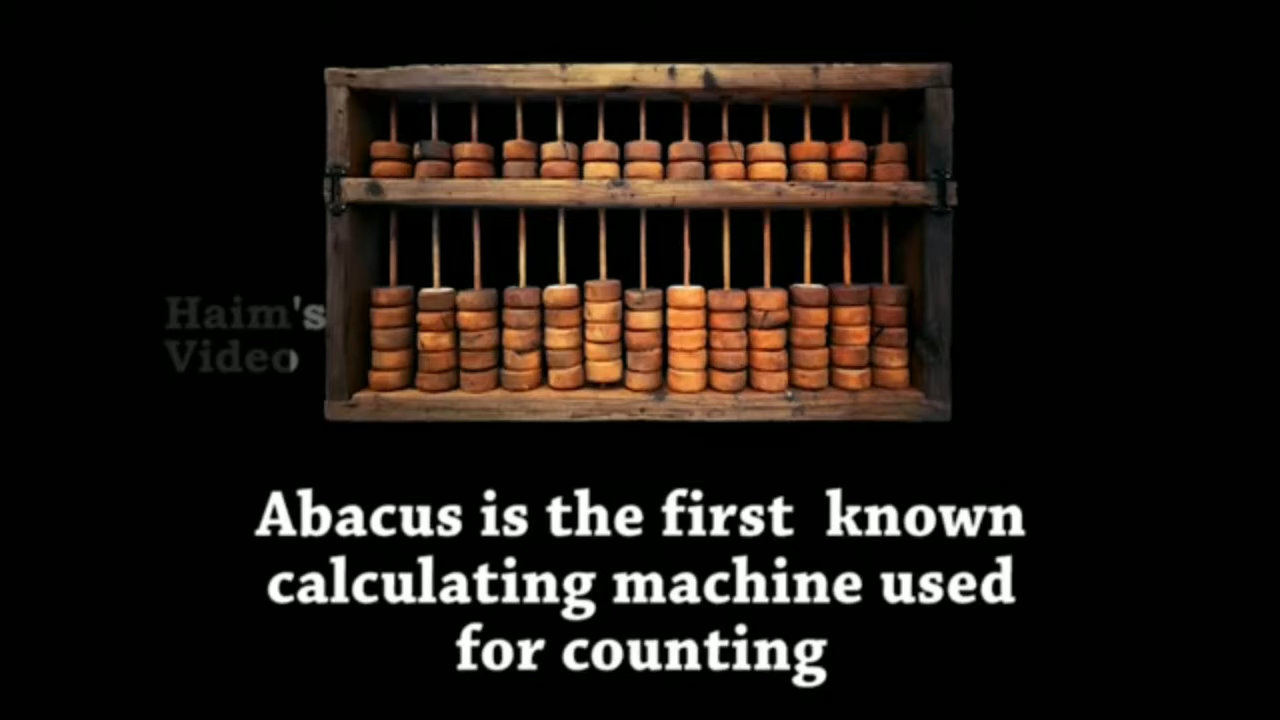 Haim's
Video
Abacus is the first  known
calculating machine used
for counting